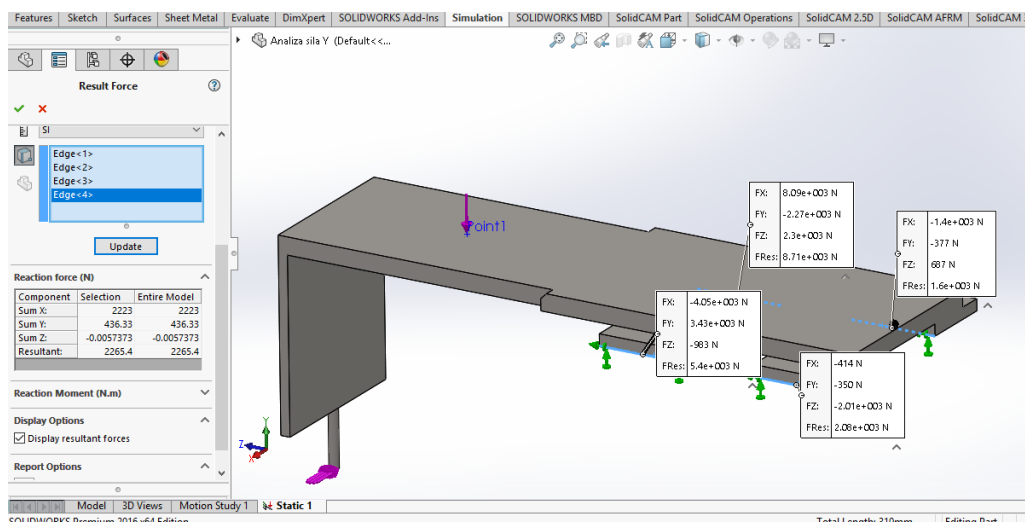 Features Sketch Surfaces Sheet Metal Evaluate DimXpert SOLIDWORKS Add-Ins Simulation SOLIDWORKS MBD SolidCAM Part SolidCAM Operations SolidCAM 2.5D SolidCAM AFRM SolidCAM
Analiza sila Y (Default<<...
Result Force
SI
Edge<1>
Edge<2>
Edge<3>
Edge<4>
Update
Reaction force (N)
Component Selection Entire Model
Sum X: 2223 2223
Sum Y: 436.33 436.33
Sum Z: -0.0057373 -0.0057373
Resultant: 2265.4 2265.4
Reaction Moment (N.m)
Display Options
Display resultant forces
Report Options
Point1
FX: 8.09e+003 N
FY: -2.27e+003 N
FZ: 2.3e+003 N
FRes: 8.71e+003 N
FX: -1.4e+003 N
FY: -377 N
FZ: 687 N
FRes: 1.6e+003 N
FX: -4.05e+003 N
FY: 3.43e+003 N
FZ: -983 N
FRes: 5.4e+003 N
FX: -414 N
FY: -350 N
FZ: -2.01e+003 N
FRes: 2.08e+003 N
Y
Z
X
Model 3D Views Motion Study 1 Static 1
SOLIDWORKS Premium 2016 x64 Edition Total Length: 310mm Editing Part